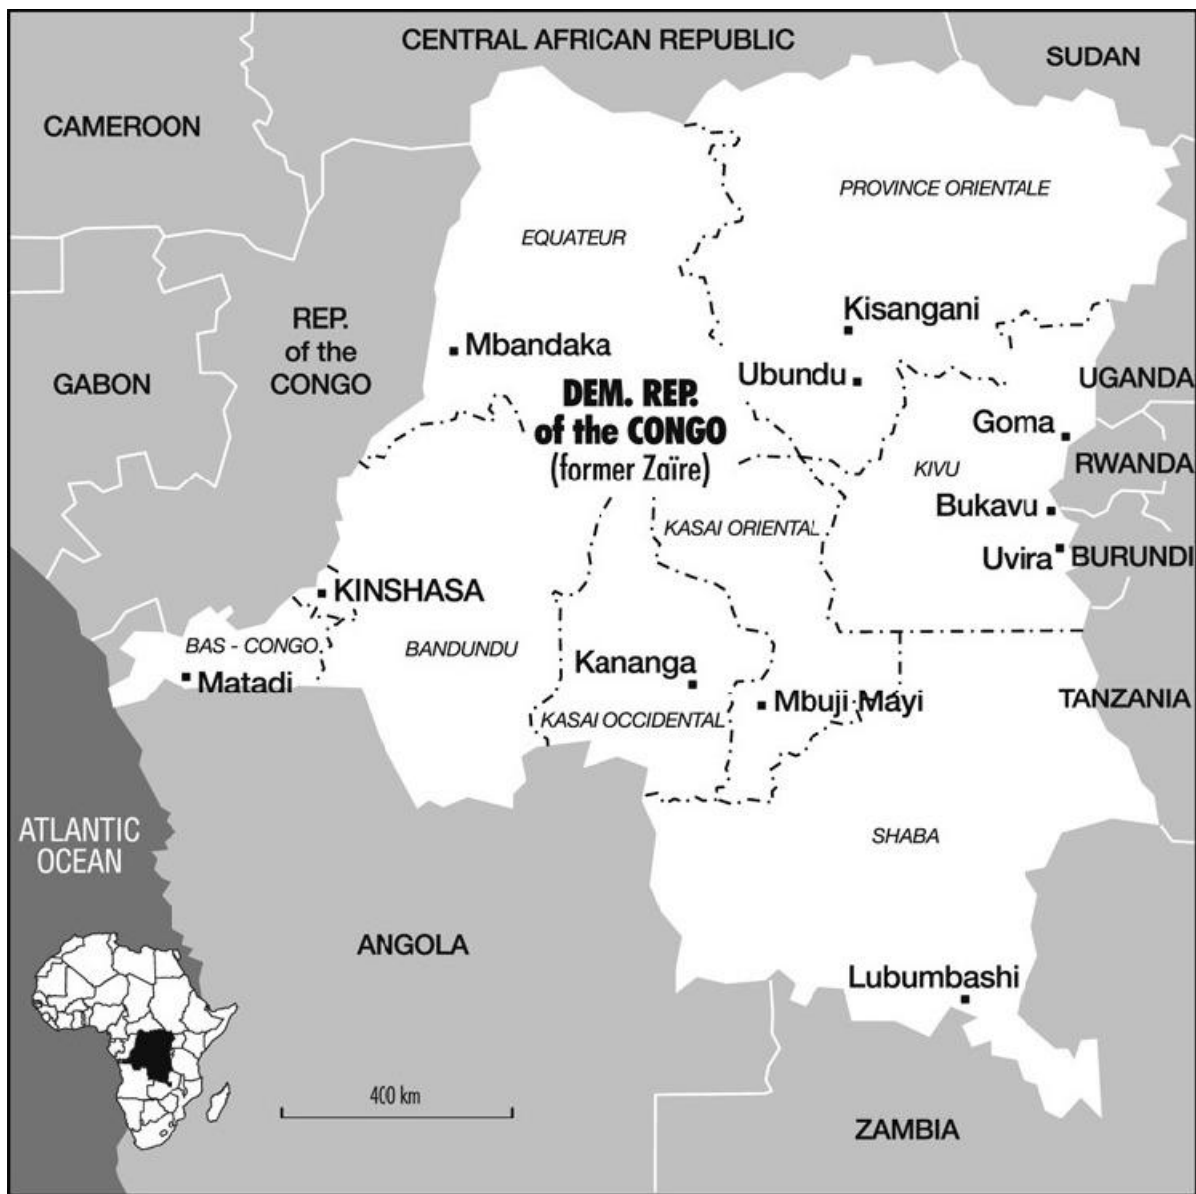 CENTRAL AFRICAN REPUBLIC
SUDAN
CAMEROON
PROVINCE ORIENTALE
EQUATEUR
Kisangani
REP.
of the
CONGO
Mbandaka
GABON
Ubundu
UGANDA
DEM. REP.
of the CONGO
(former Zaïre)
Goma
KIVU
RWANDA
Bukavu
KASAI ORIENTAL
Uvira
BURUNDI
KINSHASA
BAS - CONGO
BANDUNDU
Matadi
Kananga
KASAI OCCIDENTAL
Mbuji Mayi
TANZANIA
ATLANTIC
OCEAN
SHABA
ANGOLA
Lubumbashi
400 km
ZAMBIA